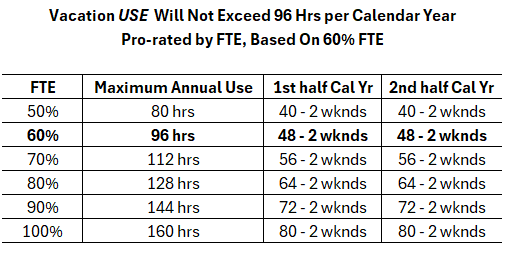 Vacation USE Will Not Exceed 96 Hrs per Calendar Year
Pro-rated by FTE, Based On 60% FTE
FTE Maximum Annual Use 1st half Cal Yr 2nd half Cal Yr
50% 80 hrs 40 - 2 wknds 40 - 2 wknds
60% 96 hrs 48 - 2 wknds 48 - 2 wknds
70% 112 hrs 56 - 2 wknds 56 - 2 wknds
80% 128 hrs 64 - 2 wknds 64 - 2 wknds
90% 144 hrs 72 - 2 wknds 72 - 2 wknds
100% 160 hrs 80 - 2 wknds 80 - 2 wknds